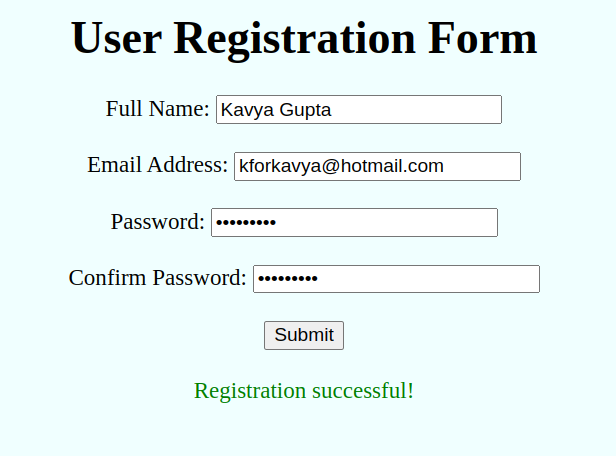 User Registration Form
Full Name: Kavya Gupta
Email Address: kforkavya@hotmail.com
Password: •••••••••
Confirm Password: •••••••••
Submit
Registration successful!